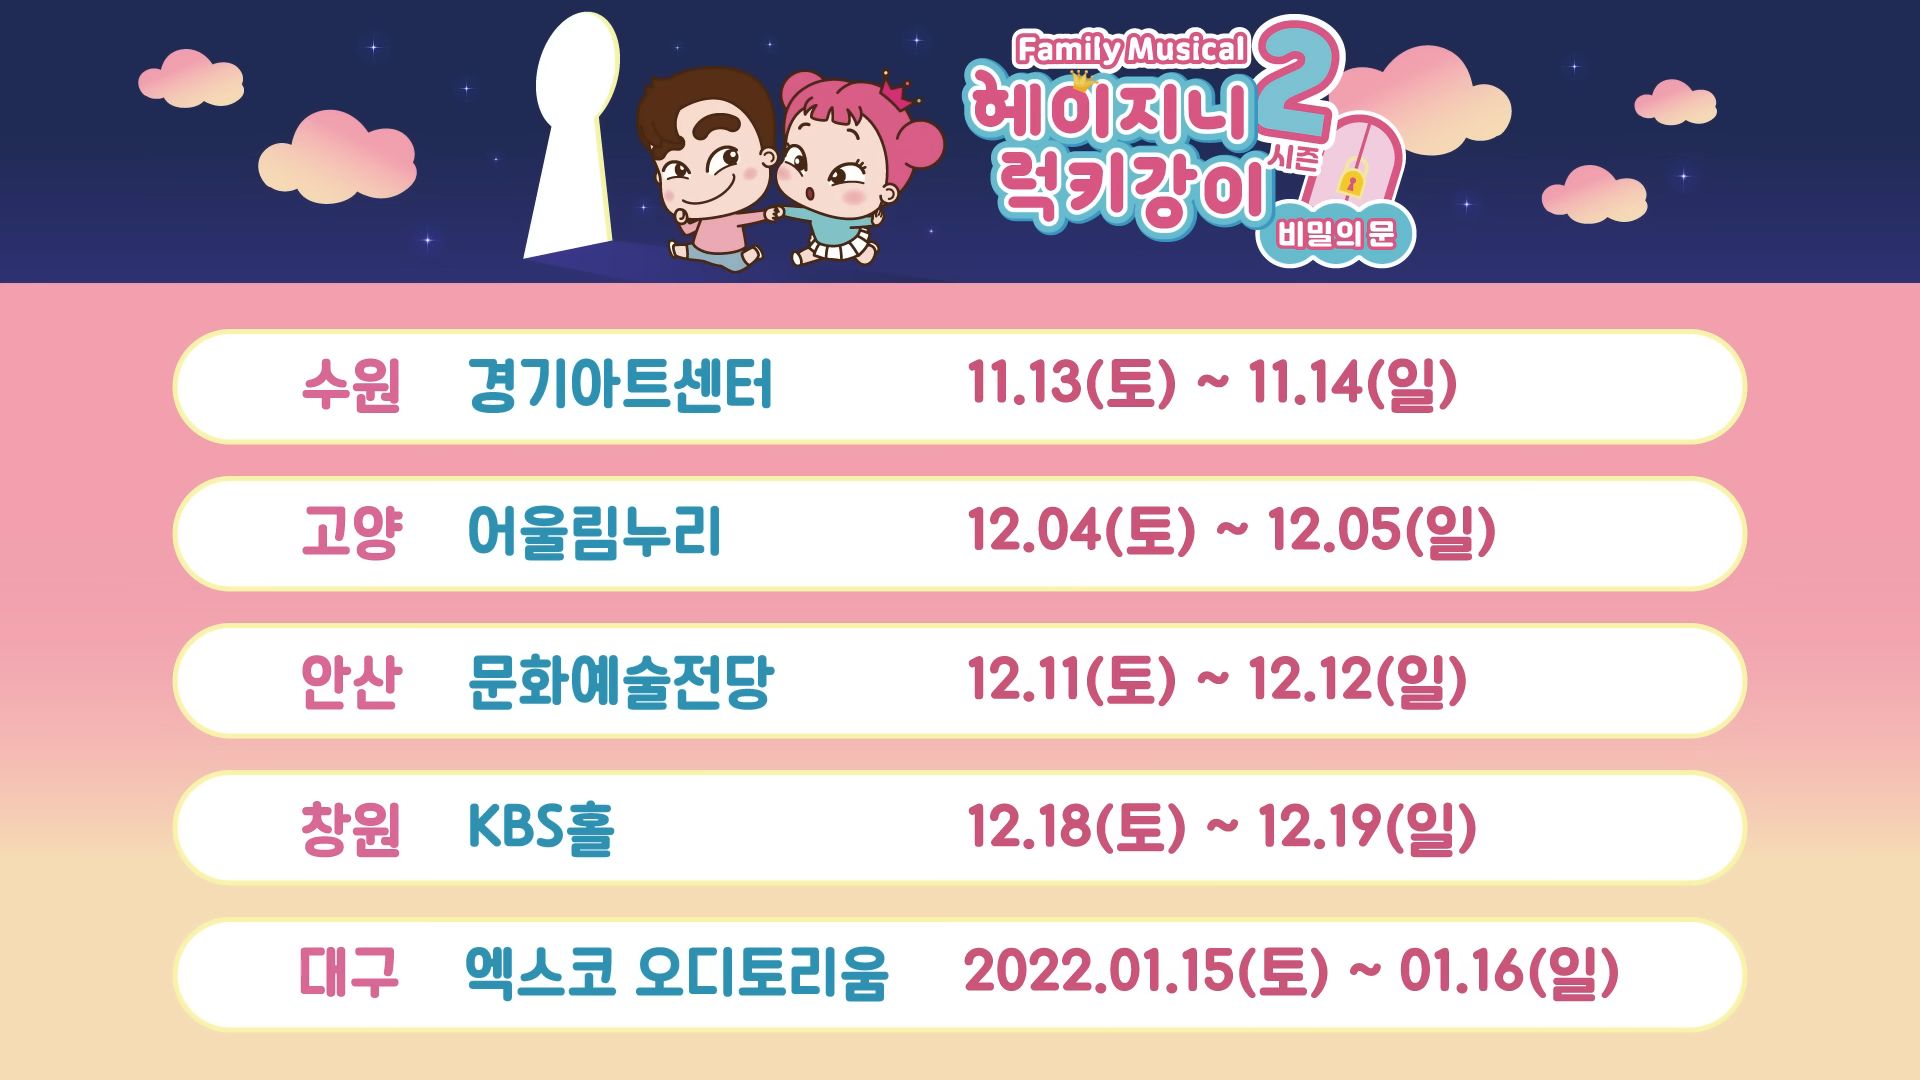 Family Musical
헤이지니
럭키강이
2
시즌
비밀의 문
수원 경기아트센터 11.13(토) ~ 11.14(일)
고양 어울림누리 12.04(토) ~ 12.05(일)
안산 문화예술전당 12.11(토) ~ 12.12(일)
창원 KBS홀 12.18(토) ~ 12.19(일)
대구 엑스코 오디토리움 2022.01.15(토) ~ 01.16(일)